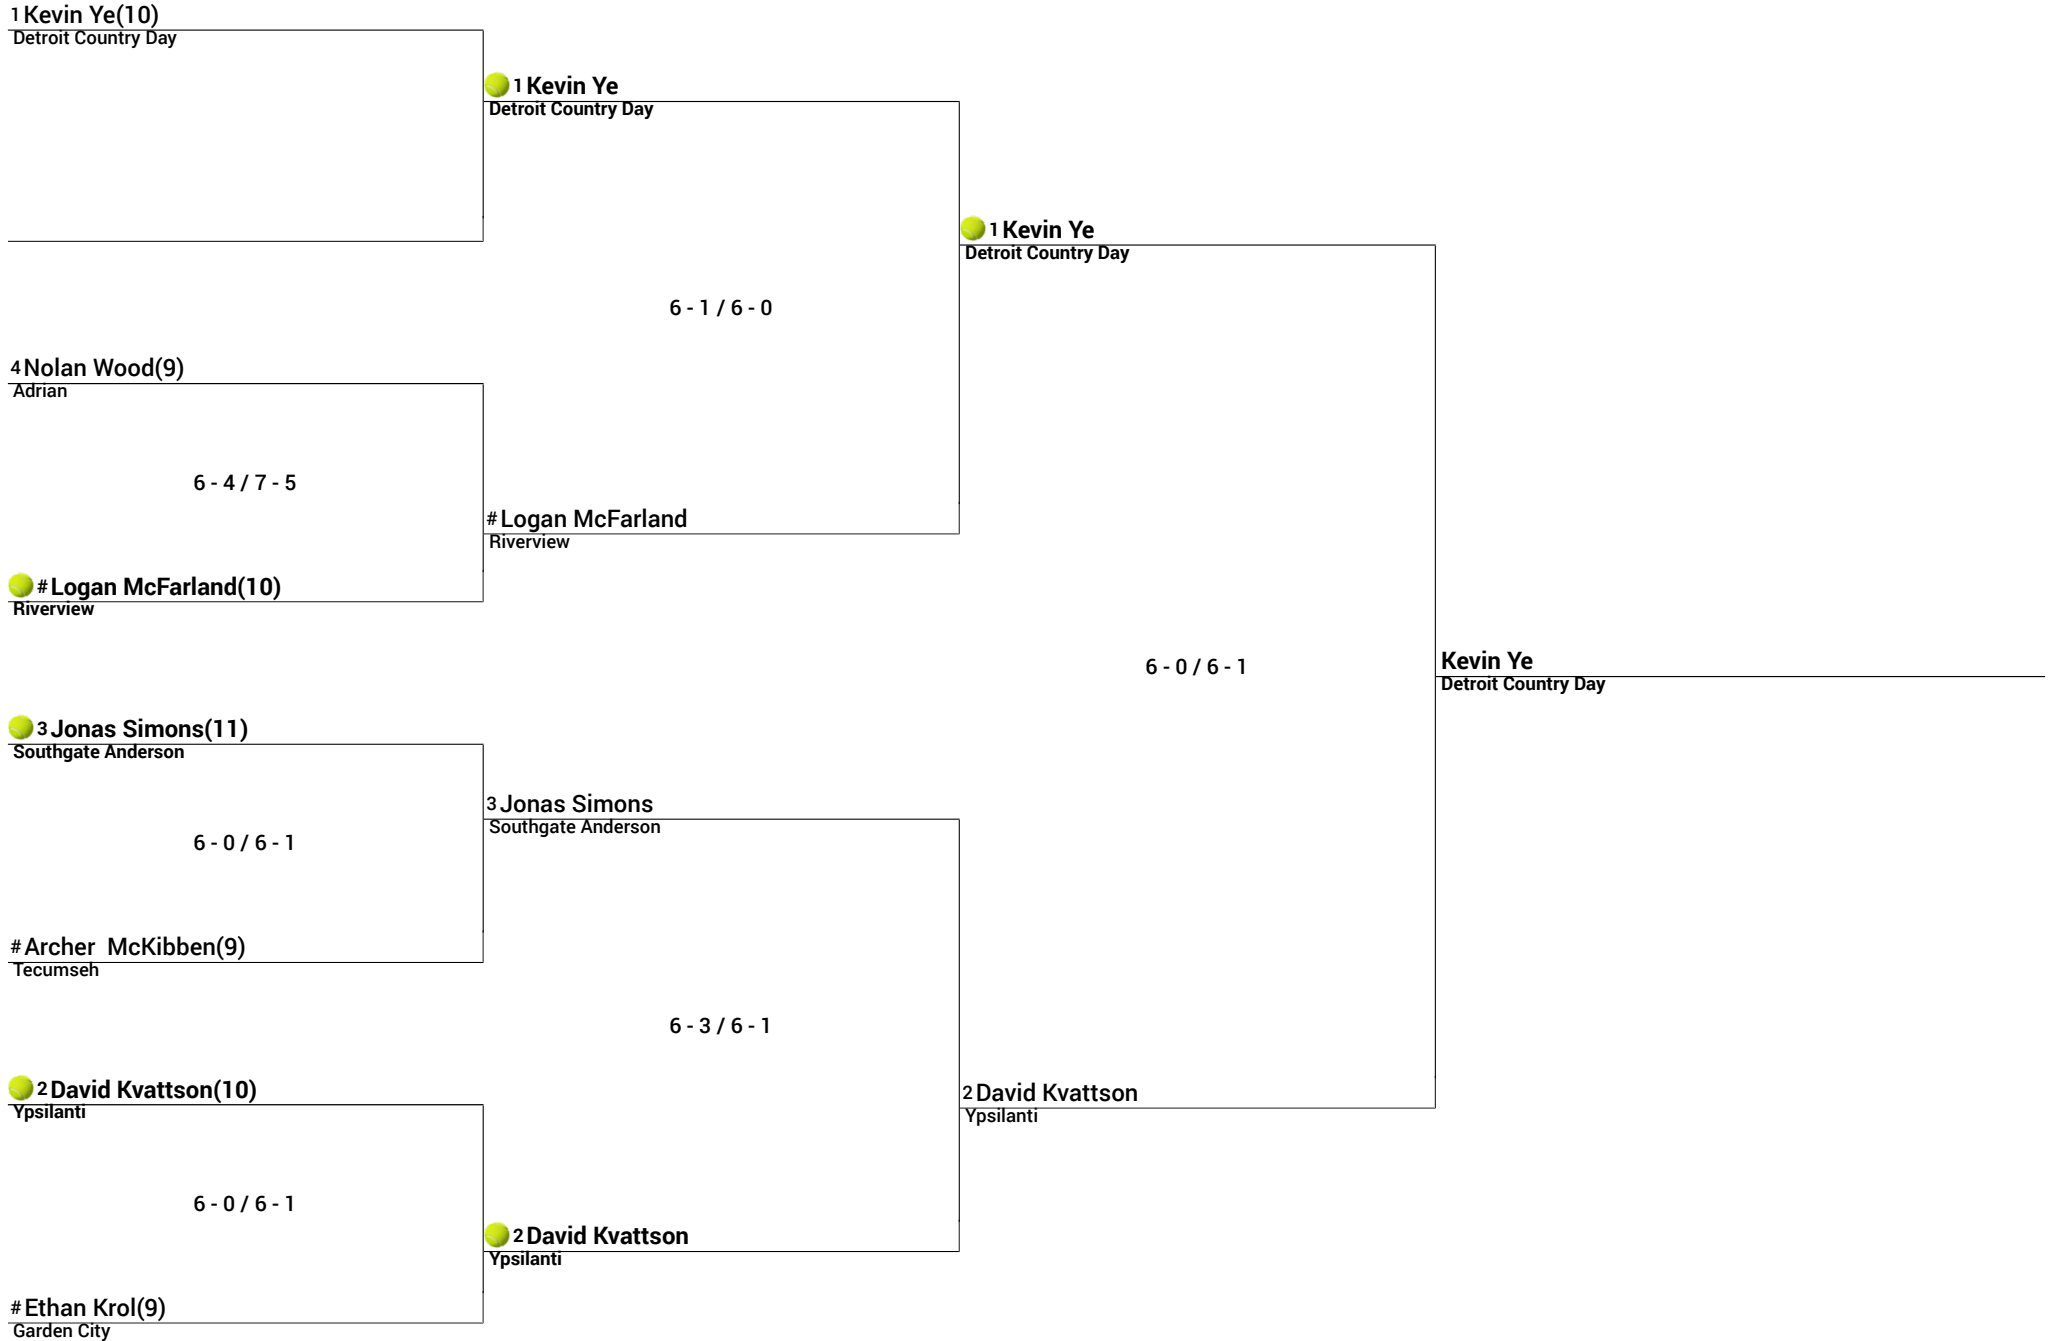 1 Kevin Ye(10)
Detroit Country Day
1 Kevin Ye
Detroit Country Day
1 Kevin Ye
Detroit Country Day
6 - 1 / 6 - 0
4 Nolan Wood(9)
Adrian
6 - 4 / 7 - 5
# Logan McFarland
Riverview
# Logan McFarland(10)
Riverview
6 - 0 / 6 - 1
Kevin Ye
Detroit Country Day
3 Jonas Simons(11)
Southgate Anderson
3 Jonas Simons
Southgate Anderson
6 - 0 / 6 - 1
# Archer  McKibben(9)
Tecumseh
6 - 3 / 6 - 1
2 David Kvattson(10)
Ypsilanti
2 David Kvattson
Ypsilanti
6 - 0 / 6 - 1
2 David Kvattson
Ypsilanti
# Ethan Krol(9)
Garden City